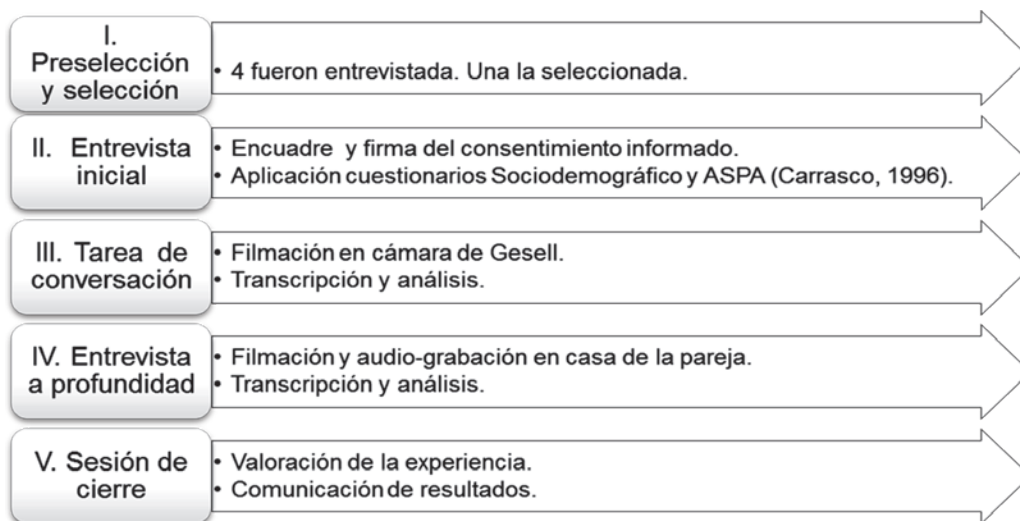 I.
Preselección
y selección
• 4 fueron entrevistada. Una la seleccionada.
II. Entrevista
inicial
• Encuadre y firma del consentimiento informado.
• Aplicación cuestionarios Sociodemográfico y ASPA (Carrasco, 1996).
III. Tarea de
conversación
• Filmación en cámara de Gesell.
• Transcripción y análisis.
IV. Entrevista
a profundidad
• Filmación y audio-grabación en casa de la pareja.
• Transcripción y análisis.
V. Sesión de
cierre
• Valoración de la experiencia.
• Comunicación de resultados.